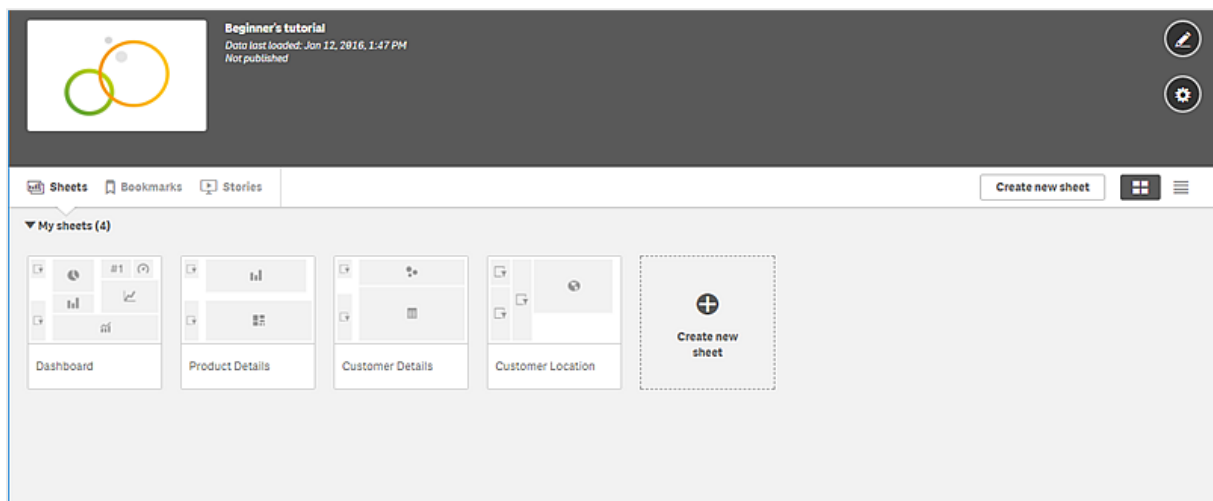 Beginner's tutorial
Data last loaded: Jan 12, 2016, 1:47 PM
Not published
Sheets Bookmarks Stories
Create new sheet
My sheets (4)
#1
Dashboard
Product Details
Customer Details
Customer Location
Create new
sheet